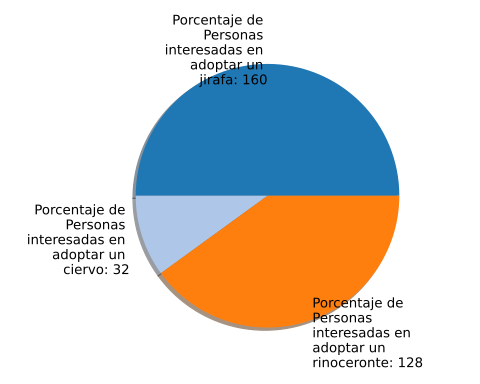 Porcentaje de
Personas
interesadas en
adoptar un
jirafa: 160
Porcentaje de
Personas
interesadas en
adoptar un
ciervo: 32
Porcentaje de
Personas
interesadas en
adoptar un
rinoceronte: 128